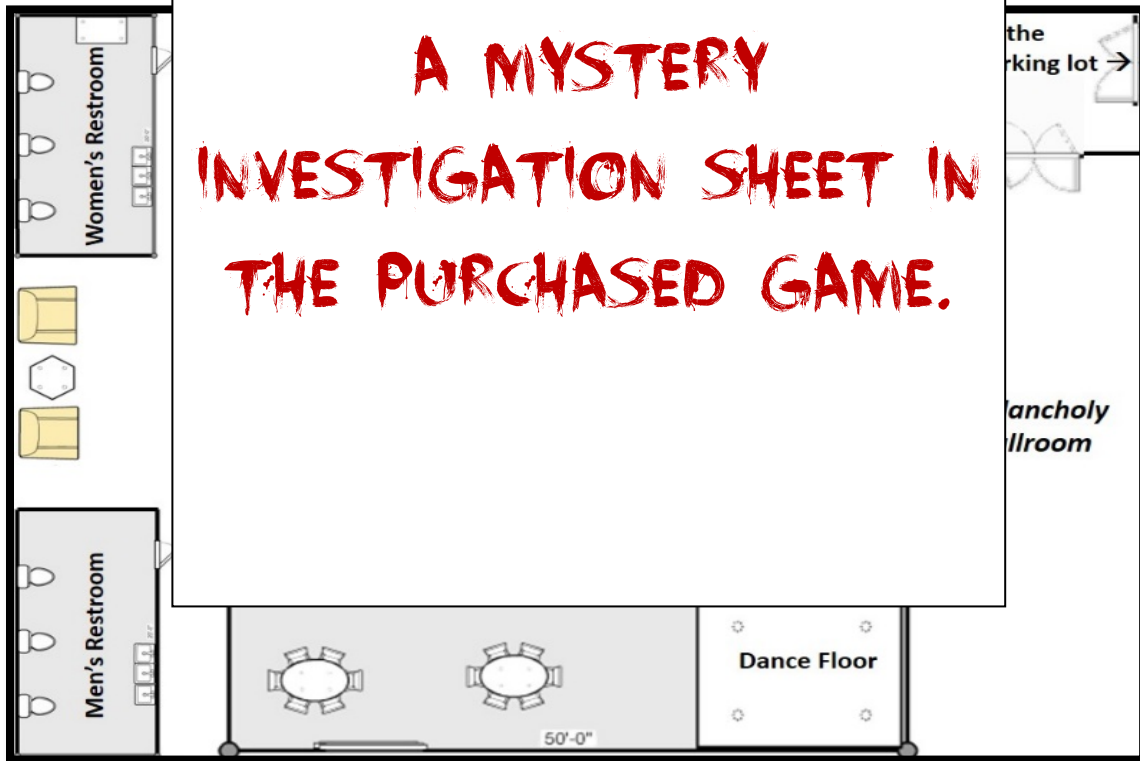 A MYSTERY
INVESTIGATION SHEET IN
THE PURCHASED GAME.
the
rking lot →
Women's Restroom
lancholy
llroom
Men's Restroom
Dance Floor
50'-0"